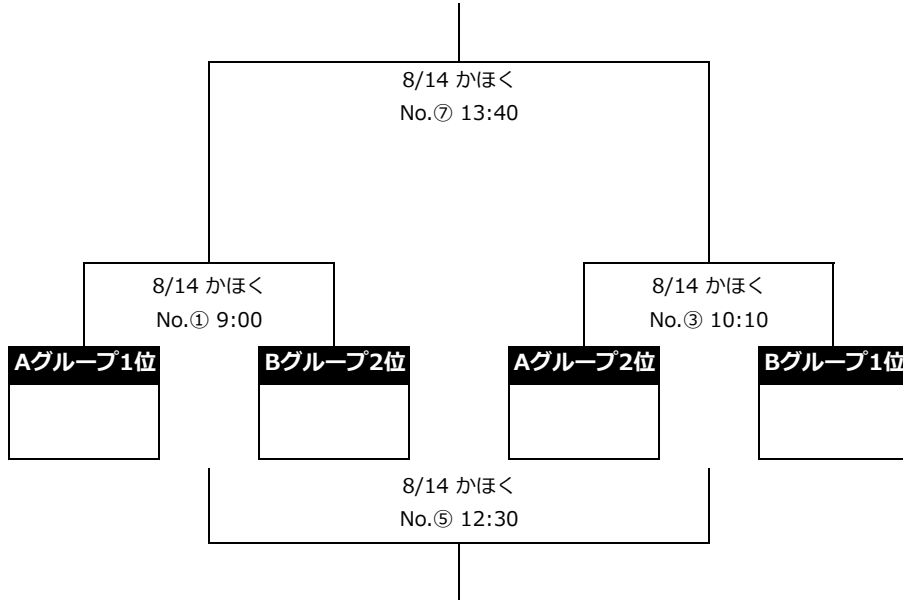 8/14 かほく
No.⑦ 13:40
8/14 かほく
No.① 9:00
8/14 かほく
No.③ 10:10
Aグループ1位
Bグループ2位
Aグループ2位
Bグループ1位
8/14 かほく
No.⑤ 12:30